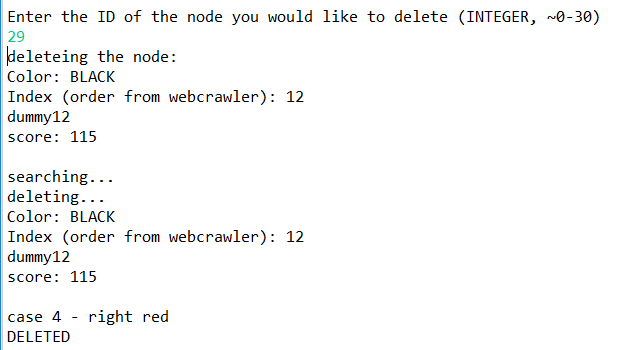 Enter the ID of the node you would like to delete (INTEGER, ~0-30)
29
deleteing the node:
Color: BLACK
Index (order from webcrawler): 12
dummy12
score: 115
searching...
deleting...
Color: BLACK
Index (order from webcrawler): 12
dummy12
score: 115
case 4 - right red
DELETED